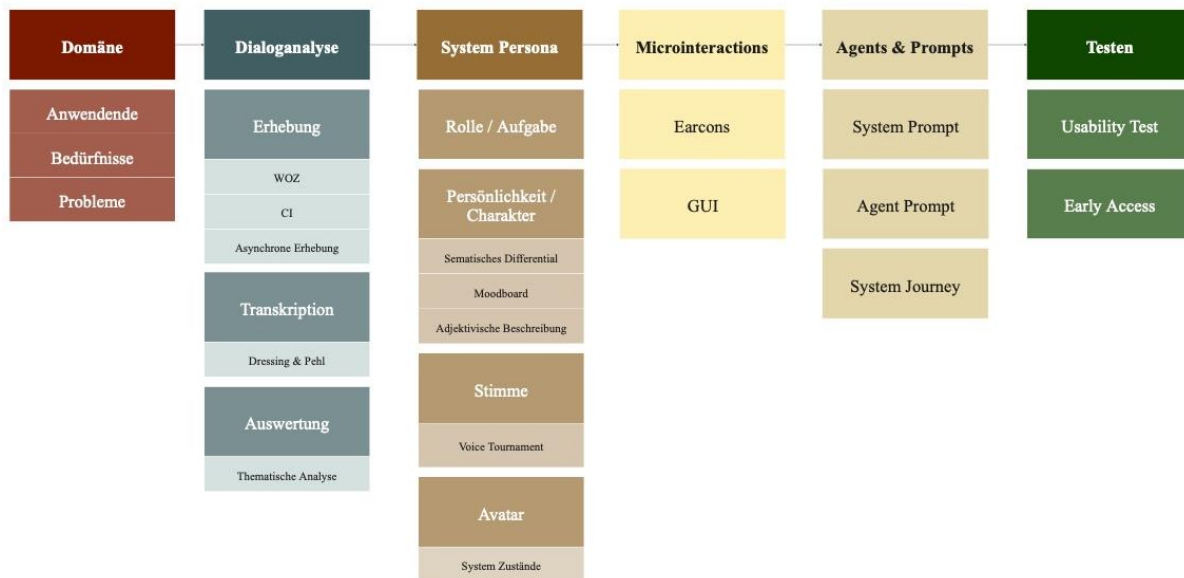 Domäne
Anwendende
Bedürfnisse
Probleme
Dialoganalyse
Erhebung
WOZ
CI
Asynchrone Erhebung
Transkription
Dressing & Pehl
Auswertung
Thematische Analyse
System Persona
Rolle / Aufgabe
Persönlichkeit /
Charakter
Sematisches Differential
Moodboard
Adjektivische Beschreibung
Stimme
Voice Tournament
Avatar
System Zustände
Microinteractions
Earcons
GUI
Agents & Prompts
System Prompt
Agent Prompt
System Journey
Testen
Usability Test
Early Access